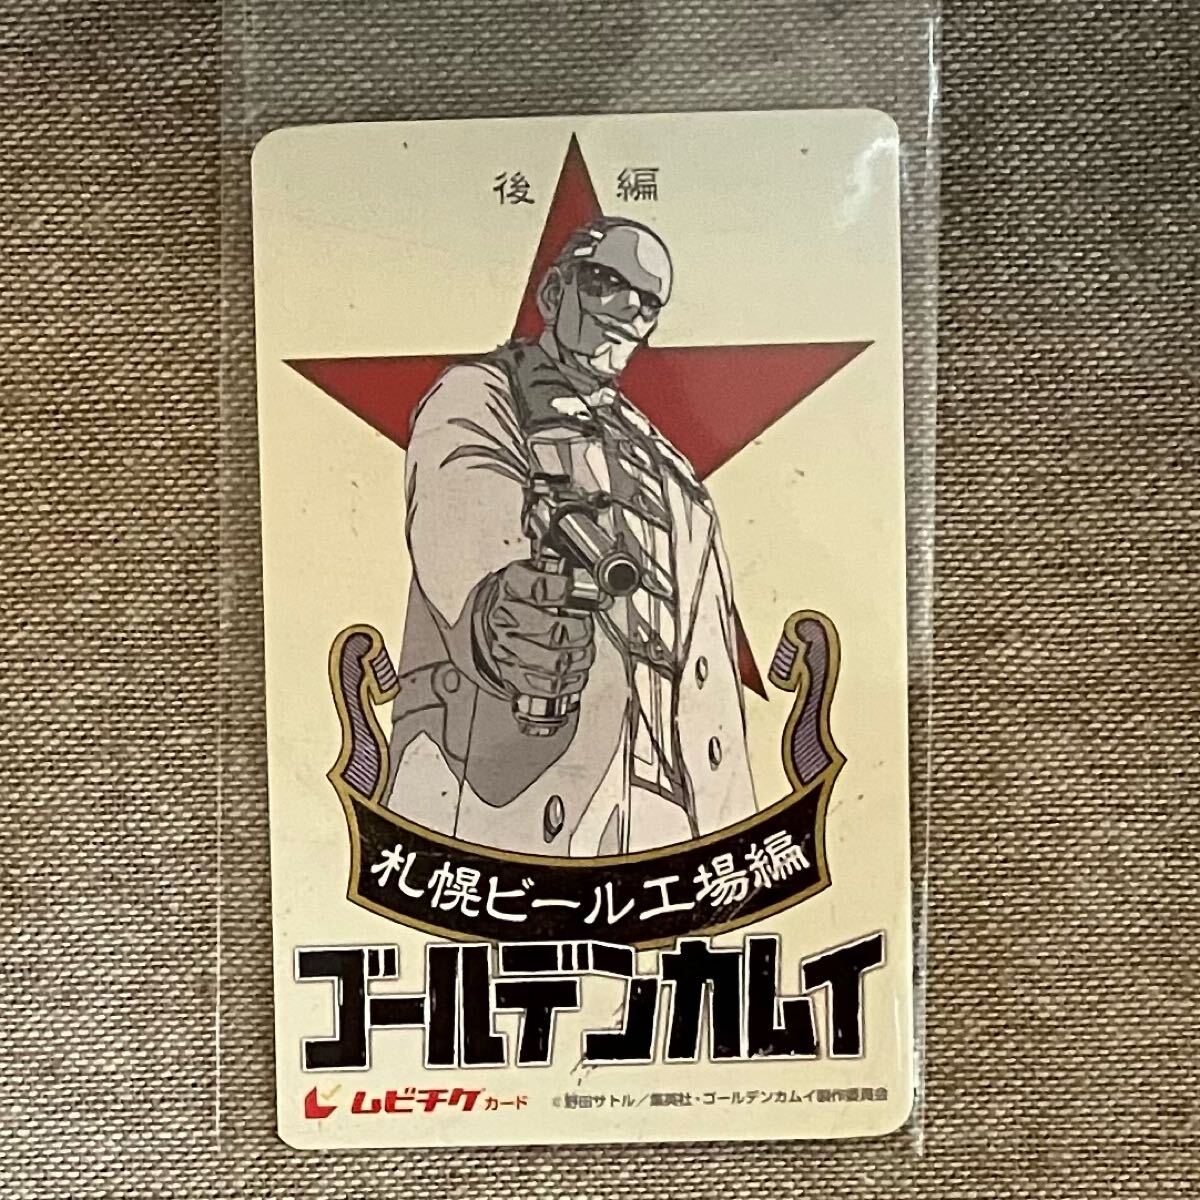 後編
札幌ビール工場編
ゴールデンカムイ
ムビチケカード ©野田サトル／集英社・ゴールデンカムイ製作委員会